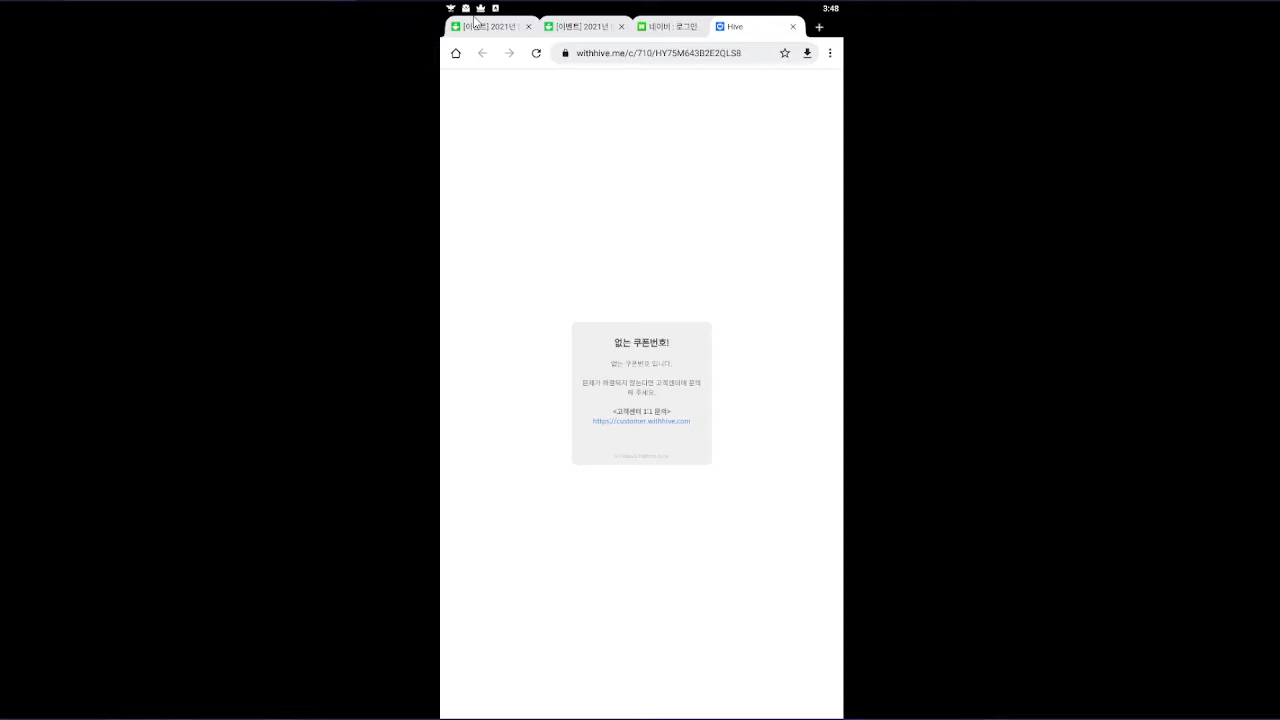 3:48
[이벤트] 2021년
[이벤트] 2021년
네이버 : 로그인
Hive
withhive.me/c/710/HY75M643B2E2QLS8
없는 쿠폰번호!
없는 쿠폰번호 입니다.
문제가 해결되지 않는다면 고객센터에 문의
해 주세요.
<고객센터 1:1 문의>
https://customer.withhive.com